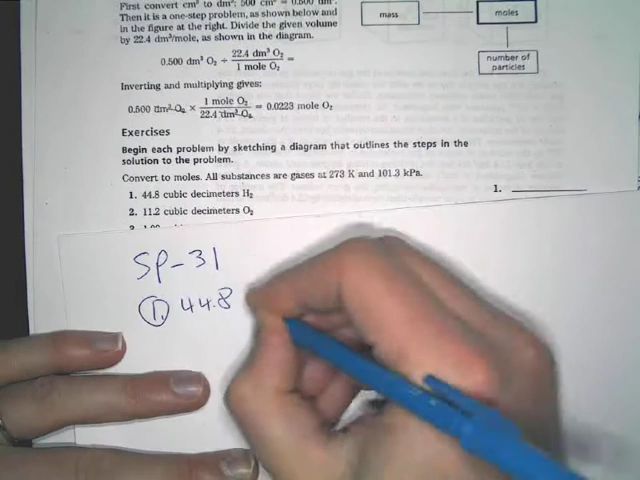 First convert cm³ to dm³: 500 cm³ = 0.500 dm³.
Then it is a one-step problem, as shown below and
in the figure at the right. Divide the given volume
by 22.4 dm³/mole, as shown in the diagram.
mass
moles
number of
particles
0.500 dm³ O₂ ÷ 22.4 dm³ O₂ / 1 mole O₂ =
Inverting and multiplying gives:
0.500 dm³ O₂ × 1 mole O₂ / 22.4 dm³ O₂ = 0.0223 mole O₂
Exercises
Begin each problem by sketching a diagram that outlines the steps in the
solution to the problem.
Convert to moles. All substances are gases at 273 K and 101.3 kPa.
1. 44.8 cubic decimeters H₂
1.
2. 11.2 cubic decimeters O₂
SP-31
1. 44.8